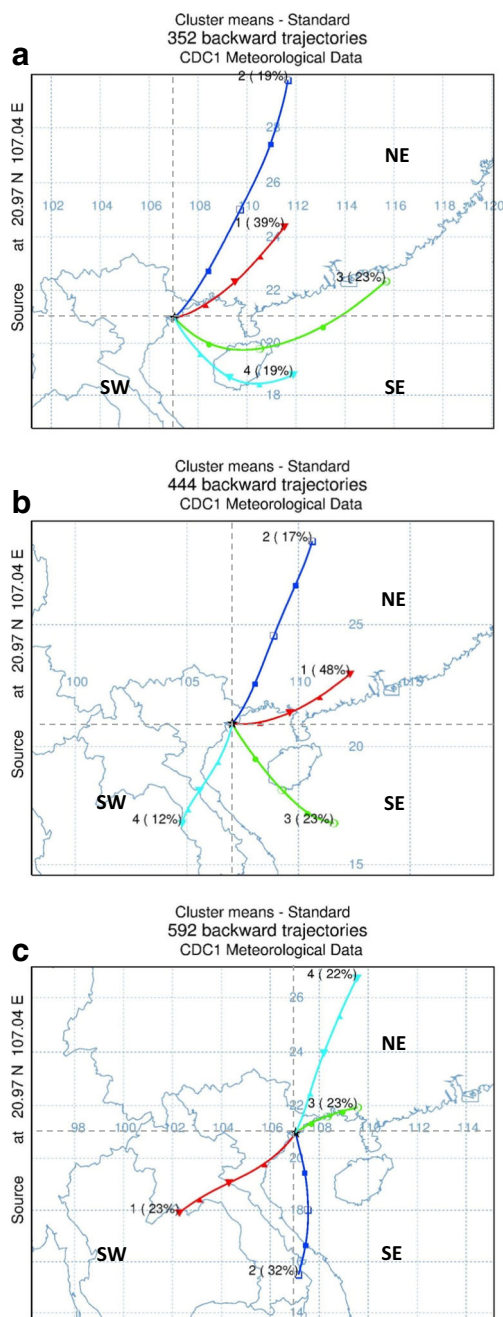 Cluster means - Standard
352 backward trajectories
CDC1 Meteorological Data
a
Source at 20.97 N 107.04 E
2 ( 19%)
28
NE
26
102 104 106 108 110 112 114 116 118 120
1 ( 39%)
24
3 ( 23%)
22
20
4 ( 19%)
SW
SE
18
Cluster means - Standard
444 backward trajectories
CDC1 Meteorological Data
b
Source at 20.97 N 107.04 E
2 ( 17%)
NE
25
1 ( 48%)
100 105 110 115
20
SW
SE
4 ( 12%)
3 ( 23%)
15
Cluster means - Standard
592 backward trajectories
CDC1 Meteorological Data
c
Source at 20.97 N 107.04 E
4 ( 22%)
26
NE
24
3 ( 23%)
22
98 100 102 104 106 108 110 112 114
20
1 ( 23%)
18
SW
SE
2 ( 32%)
16
14